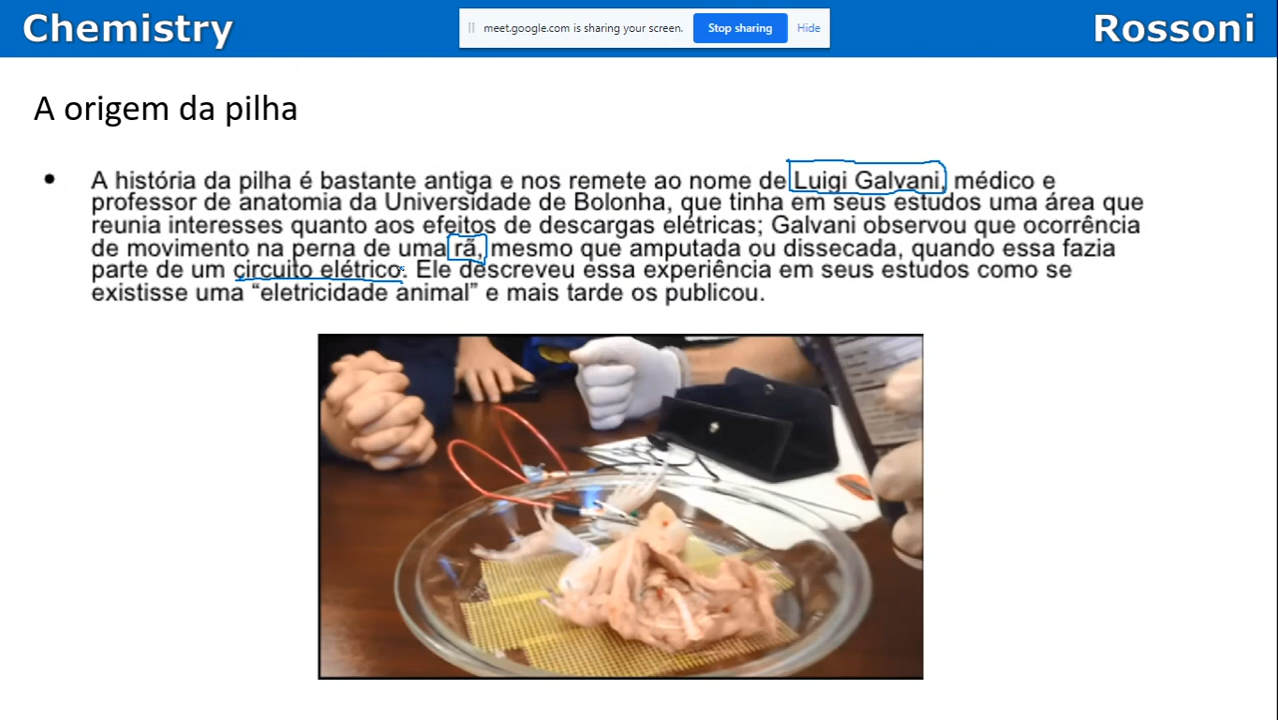 Chemistry
meet.google.com is sharing your screen. Stop sharing Hide
Rossoni
A origem da pilha
• A história da pilha é bastante antiga e nos remete ao nome de Luigi Galvani, médico e
professor de anatomia da Universidade de Bolonha, que tinha em seus estudos uma área que
reunia interesses quanto aos efeitos de descargas elétricas; Galvani observou que ocorrência
de movimento na perna de uma rã, mesmo que amputada ou dissecada, quando essa fazia
parte de um circuito elétrico. Ele descreveu essa experiência em seus estudos como se
existisse uma “eletricidade animal” e mais tarde os publicou.